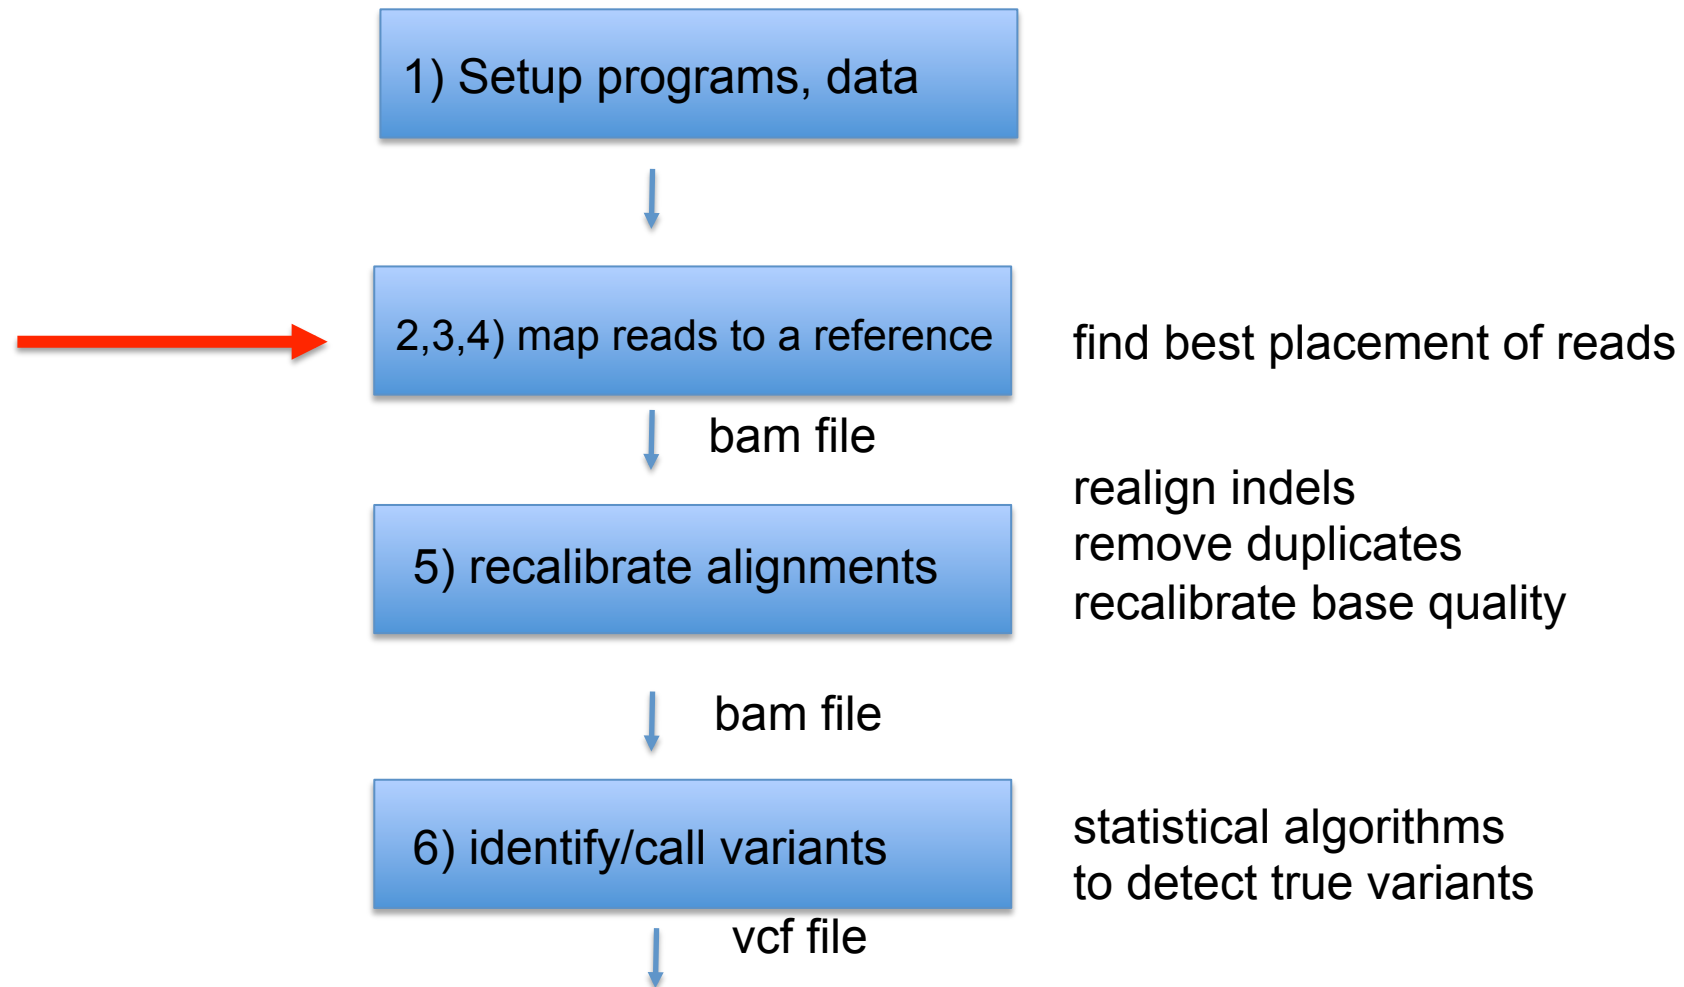 1) Setup programs, data
2,3,4) map reads to a reference
find best placement of reads
bam file
realign indels
remove duplicates
recalibrate base quality
5) recalibrate alignments
bam file
6) identify/call variants
statistical algorithms
to detect true variants
vcf file